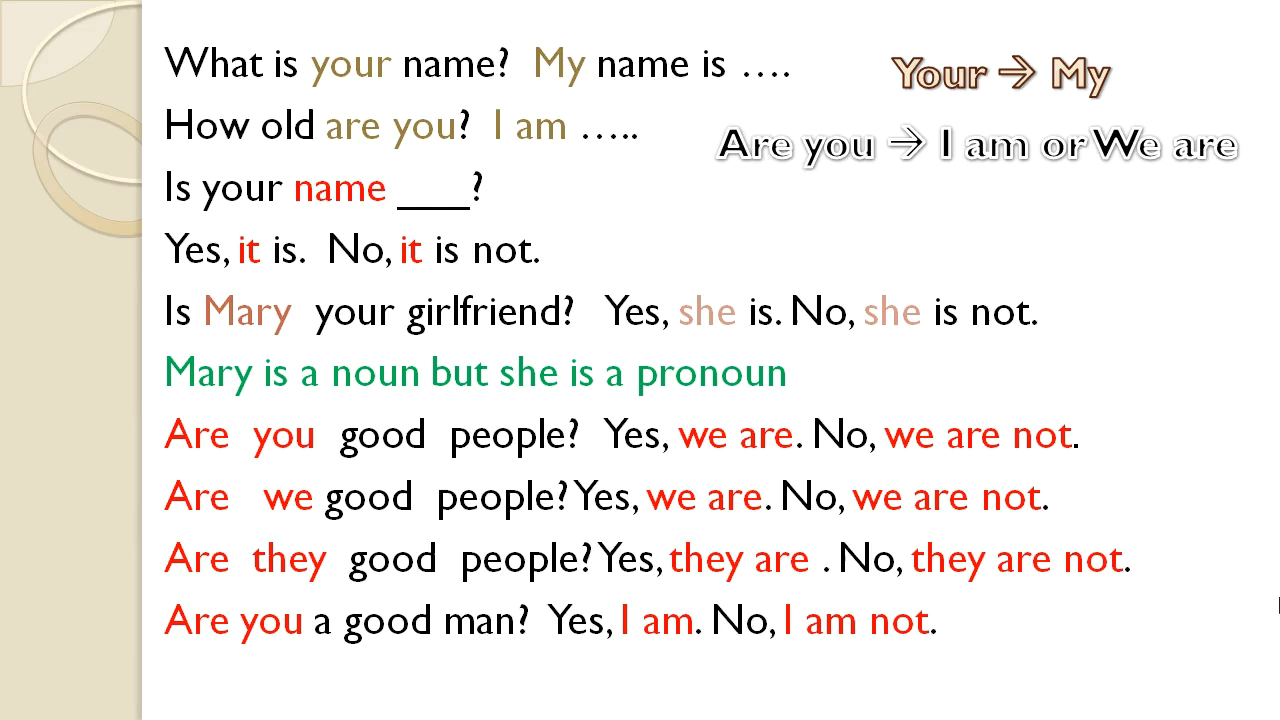 What is your name? My name is ….
Your → My
How old are you? I am …..
Are you → I am or We are
Is your name ___?
Yes, it is. No, it is not.
Is Mary your girlfriend? Yes, she is. No, she is not.
Mary is a noun but she is a pronoun
Are you good people? Yes, we are. No, we are not.
Are we good people? Yes, we are. No, we are not.
Are they good people? Yes, they are . No, they are not.
Are you a good man? Yes, I am. No, I am not.